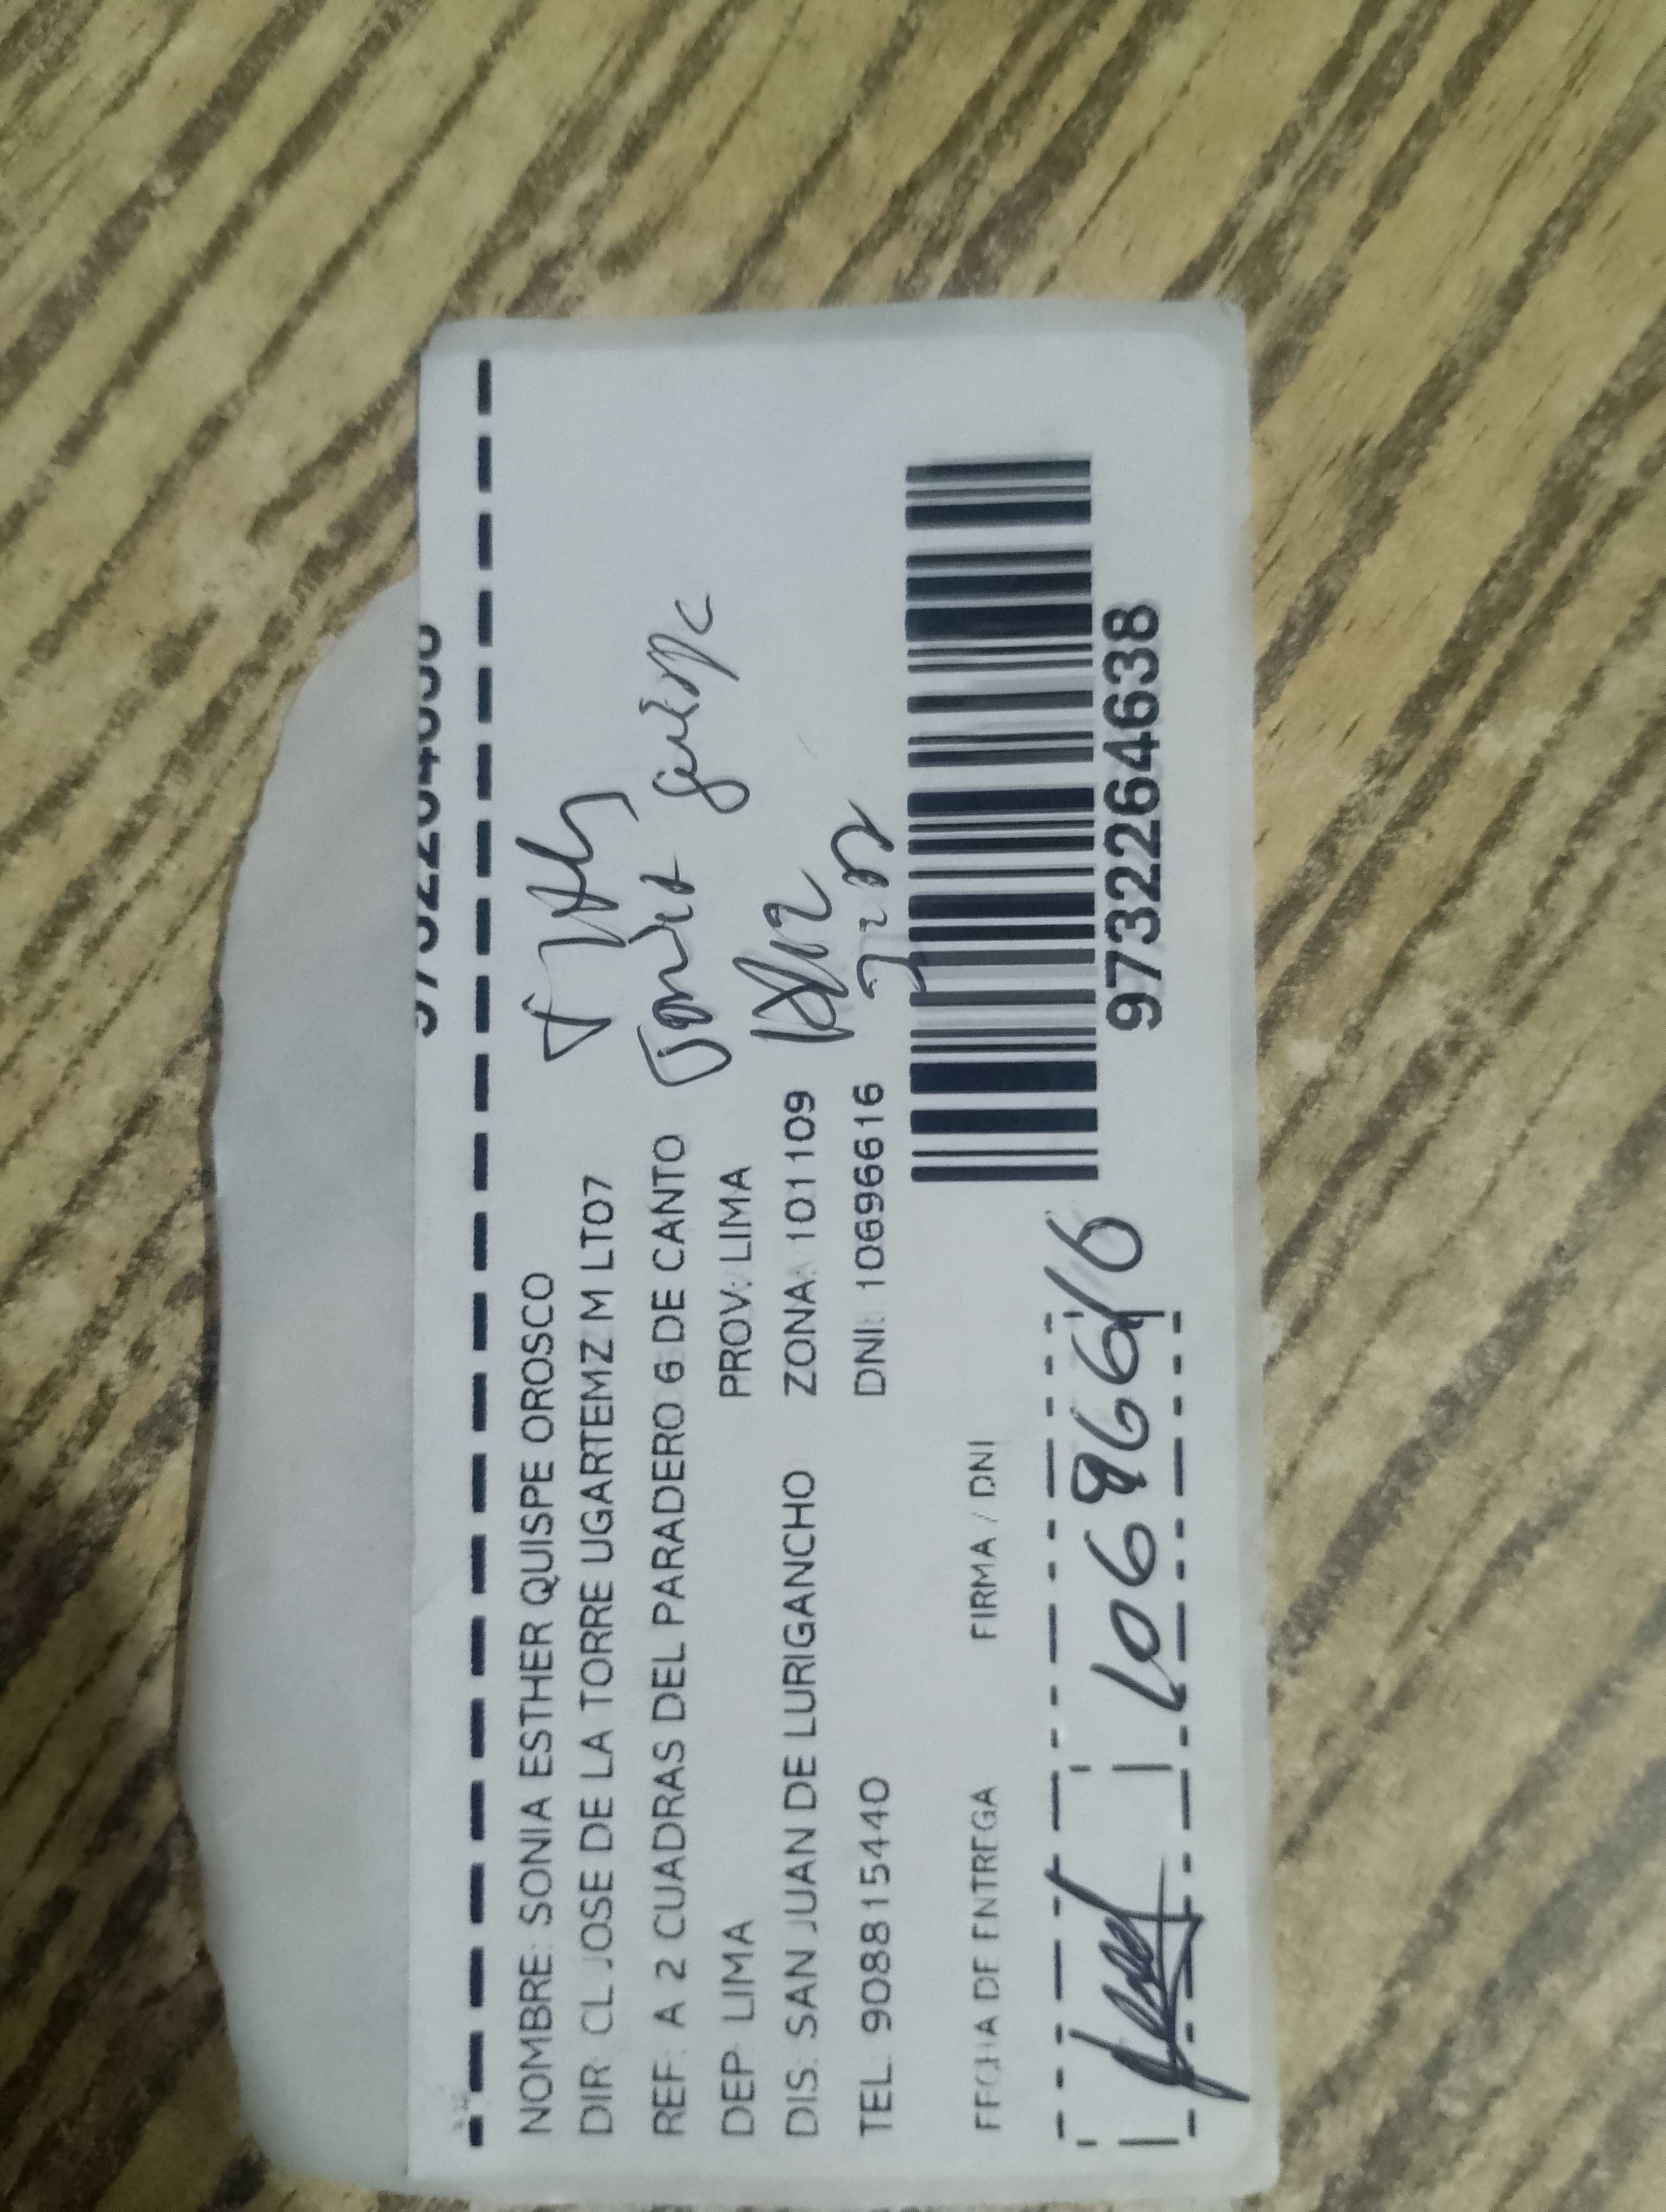 NOMBRE: SONIA ESTHER QUISPE OROSCO
DIR: CL JOSE DE LA TORRE UGARTEMZ M LT07
REF: A 2 CUADRAS DEL PARADERO 6 DE CANTO
DEP: LIMA PROV: LIMA
DIS: SAN JUAN DE LURIGANCHO ZONA: 101109
TEL: 908815440 DNI: 10696616
FECHA DE ENTREGA FIRMA / DNI
10696616
9732264638